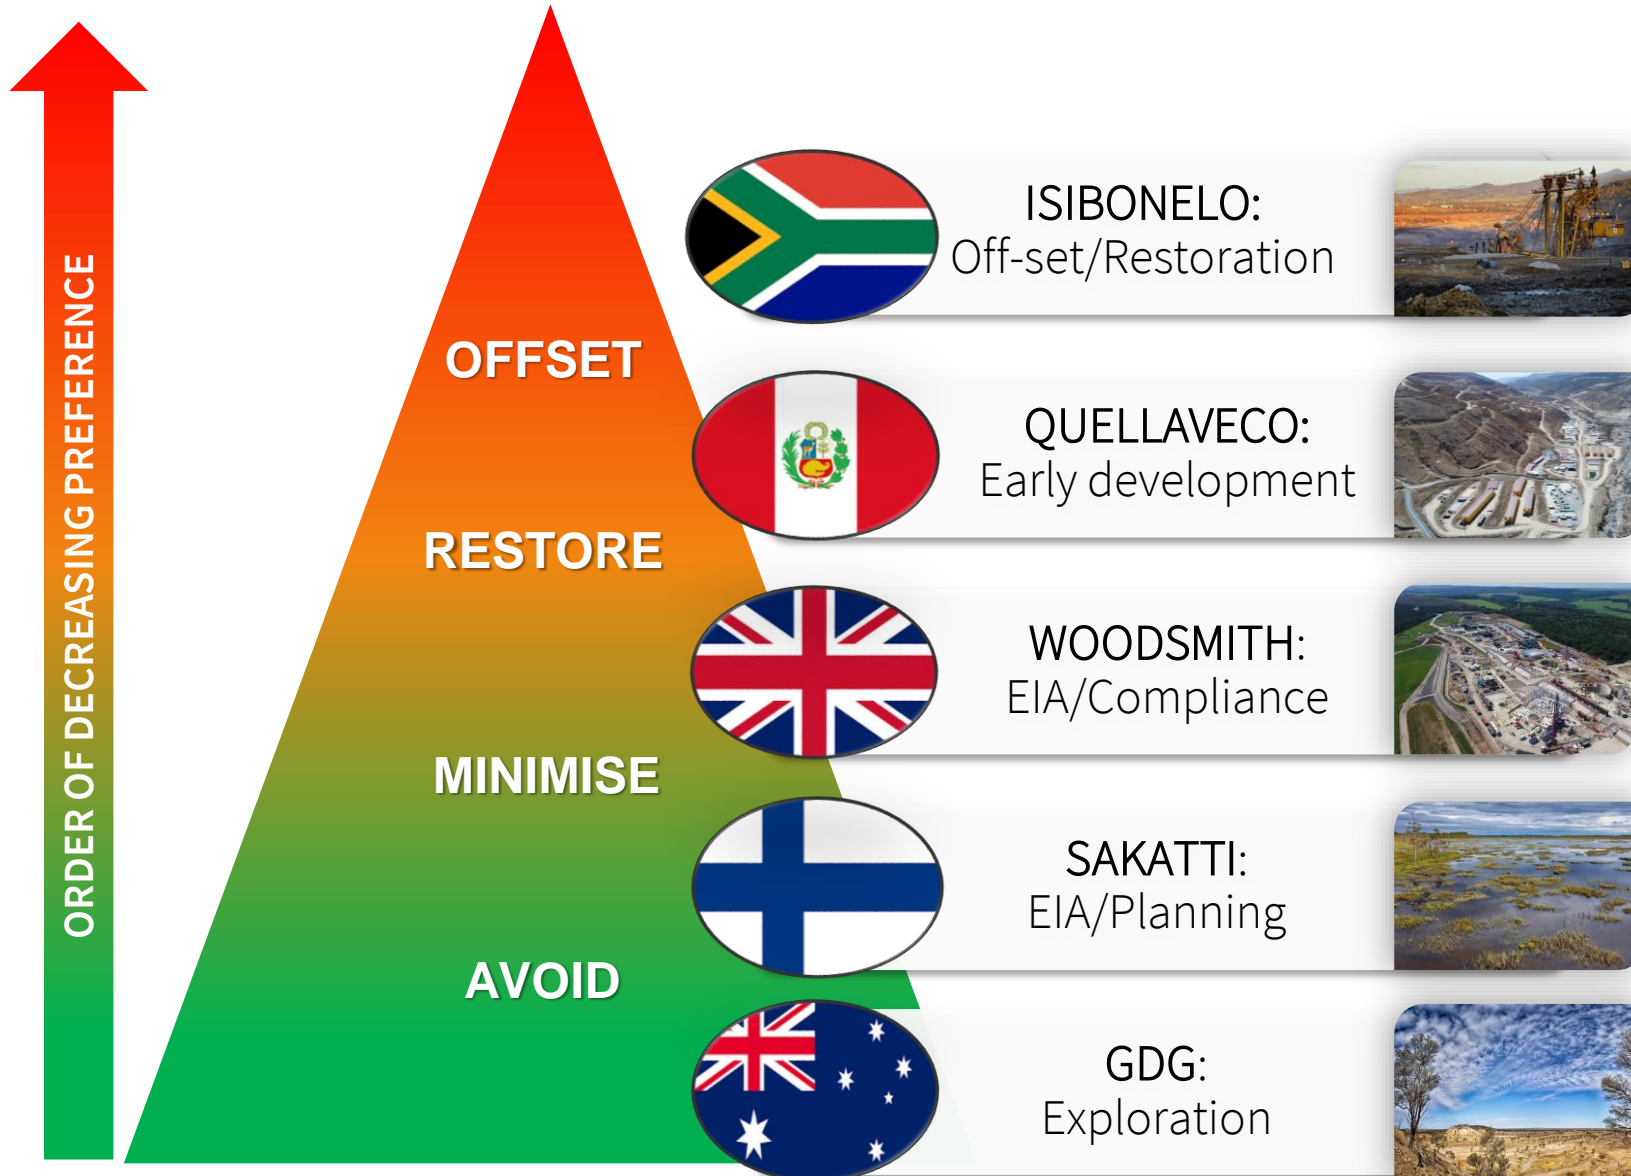 ORDER OF DECREASING PREFERENCE
OFFSET
RESTORE
MINIMISE
AVOID
ISIBONELO:
Off-set/Restoration
QUELLAVECO:
Early development
WOODSMITH:
EIA/Compliance
SAKATTI:
EIA/Planning
GDG:
Exploration